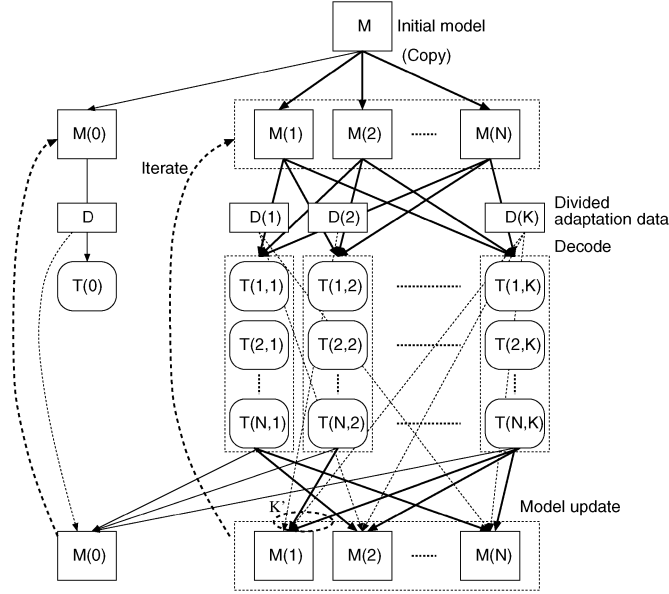 M
Initial model
(Copy)
M(0)
M(1)
M(2)
M(N)
Iterate
D
D(1)
D(2)
D(K)
Divided
adaptation data
Decode
T(0)
T(1,1)
T(1,2)
T(1,K)
T(2,1)
T(2,2)
T(2,K)
T(N,1)
T(N,2)
T(N,K)
K'
Model update
M(0)
M(1)
M(2)
M(N)